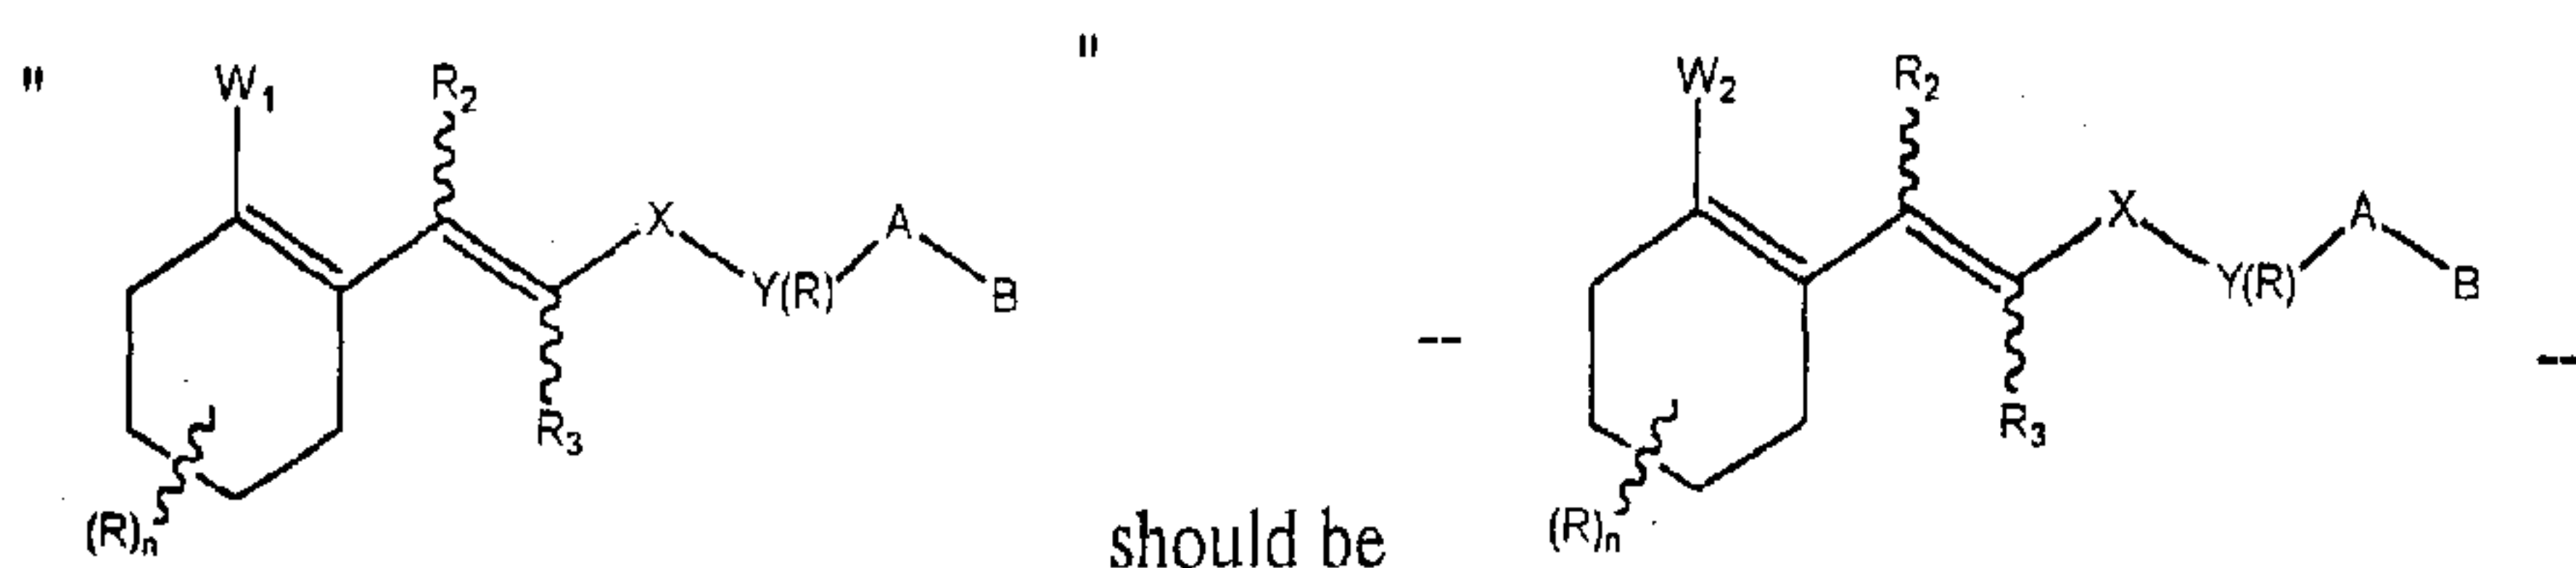 " W₁ R₂ X Y(R) A B R₃ (R)ₙ "
should be
-- W₂ R₂ X Y(R) A B R₃ (R)ₙ --